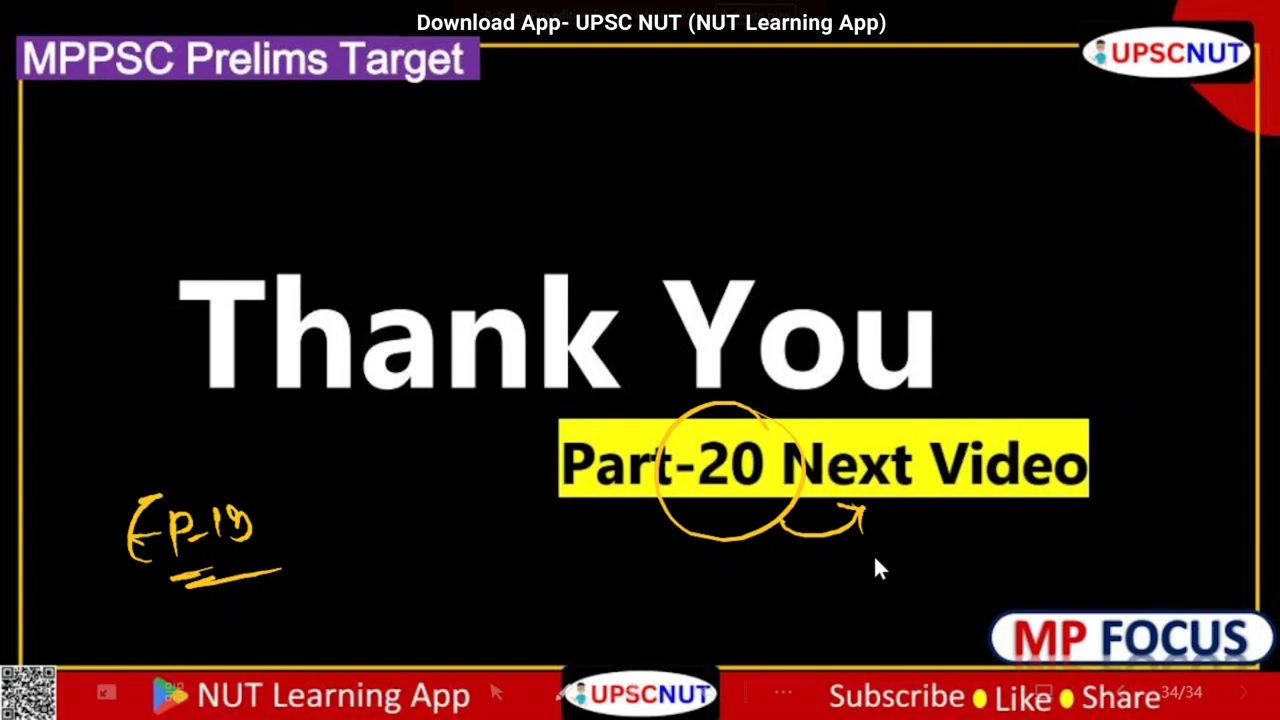 Download App- UPSC NUT (NUT Learning App)
MPPSC Prelims Target
UPSCNUT
Thank You
Part-20 Next Video
Ep-19
MP FOCUS
NUT Learning App
UPSCNUT
Subscribe Like Share
34/34